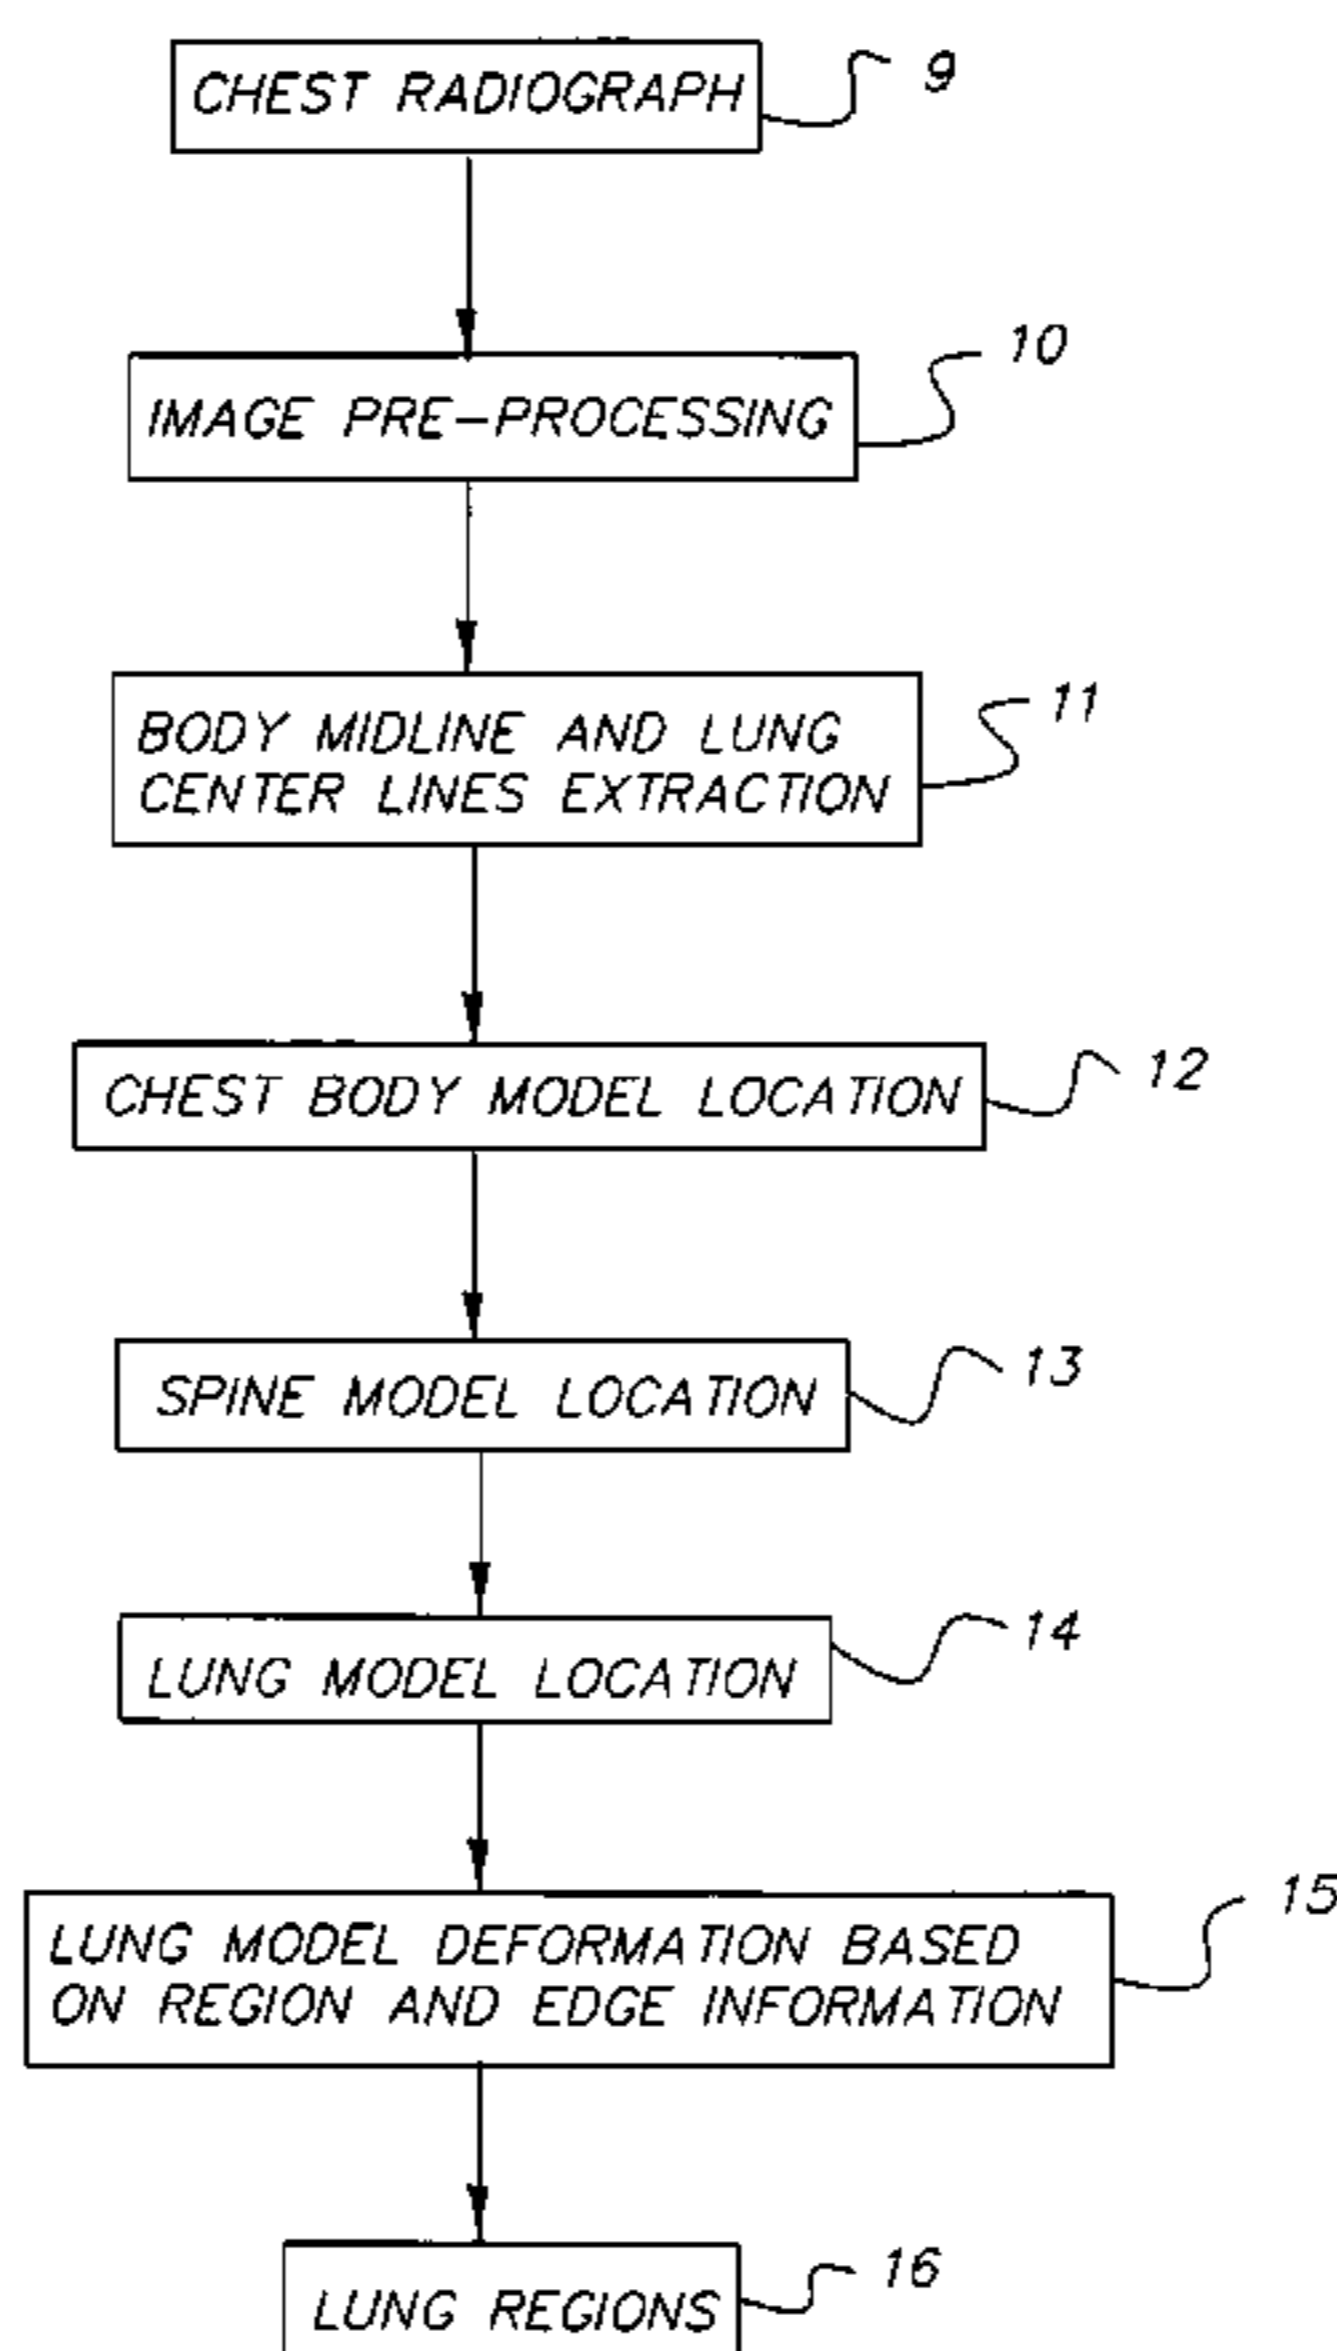 CHEST RADIOGRAPH
9
IMAGE PRE-PROCESSING
10
BODY MIDLINE AND LUNG
CENTER LINES EXTRACTION
11
CHEST BODY MODEL LOCATION
12
SPINE MODEL LOCATION
13
LUNG MODEL LOCATION
14
LUNG MODEL DEFORMATION BASED
ON REGION AND EDGE INFORMATION
15
LUNG REGIONS
16